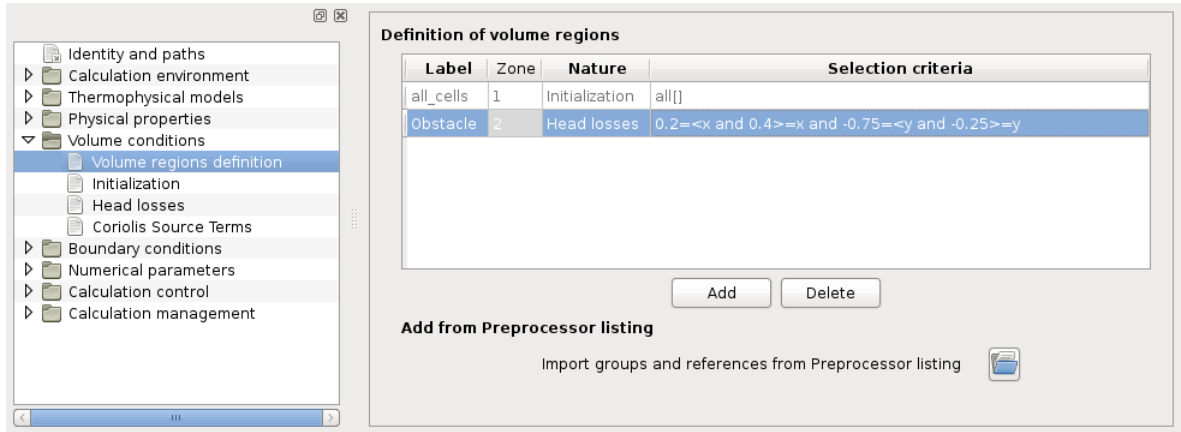 Identity and paths
Calculation environment
Thermophysical models
Physical properties
Volume conditions
Volume regions definition
Initialization
Head losses
Coriolis Source Terms
Boundary conditions
Numerical parameters
Calculation control
Calculation management
Definition of volume regions
Label Zone Nature Selection criteria
all_cells 1 Initialization all[]
Obstacle 2 Head losses 0.2=<x and 0.4>=x and -0.75=<y and -0.25>=y
Add Delete
Add from Preprocessor listing
Import groups and references from Preprocessor listing